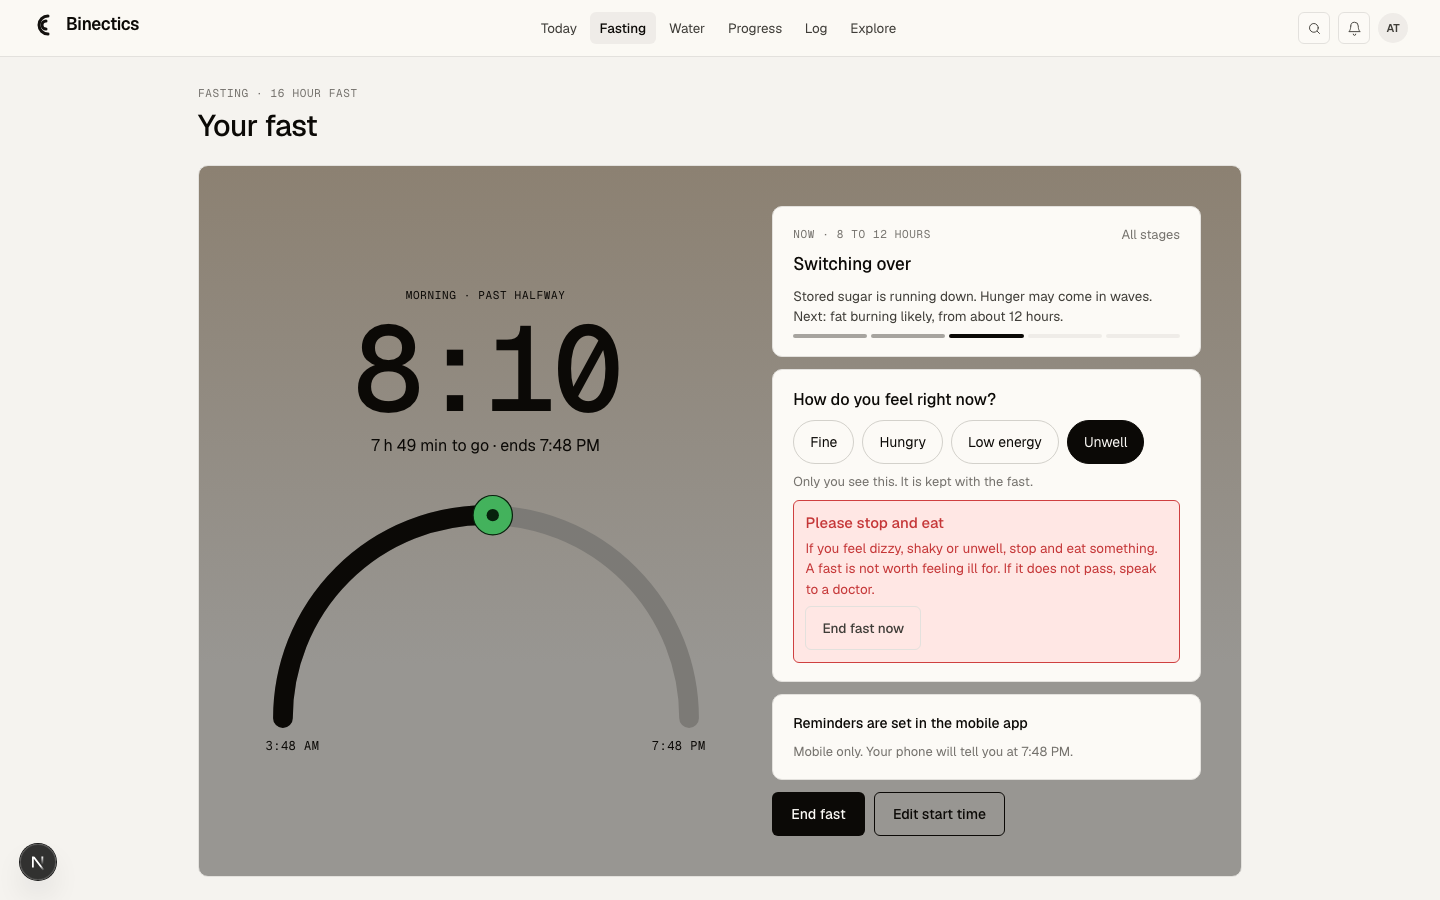 Binectics
Today
Fasting
Water
Progress
Log
Explore
AT
FASTING · 16 HOUR FAST
Your fast
MORNING · PAST HALFWAY
8:10
7 h 49 min to go · ends 7:48 PM
3:48 AM
7:48 PM
NOW · 8 TO 12 HOURS
All stages
Switching over
Stored sugar is running down. Hunger may come in waves.
Next: fat burning likely, from about 12 hours.
How do you feel right now?
Fine
Hungry
Low energy
Unwell
Only you see this. It is kept with the fast.
Please stop and eat
If you feel dizzy, shaky or unwell, stop and eat something.
A fast is not worth feeling ill for. If it does not pass, speak
to a doctor.
End fast now
Reminders are set in the mobile app
Mobile only. Your phone will tell you at 7:48 PM.
End fast
Edit start time
N